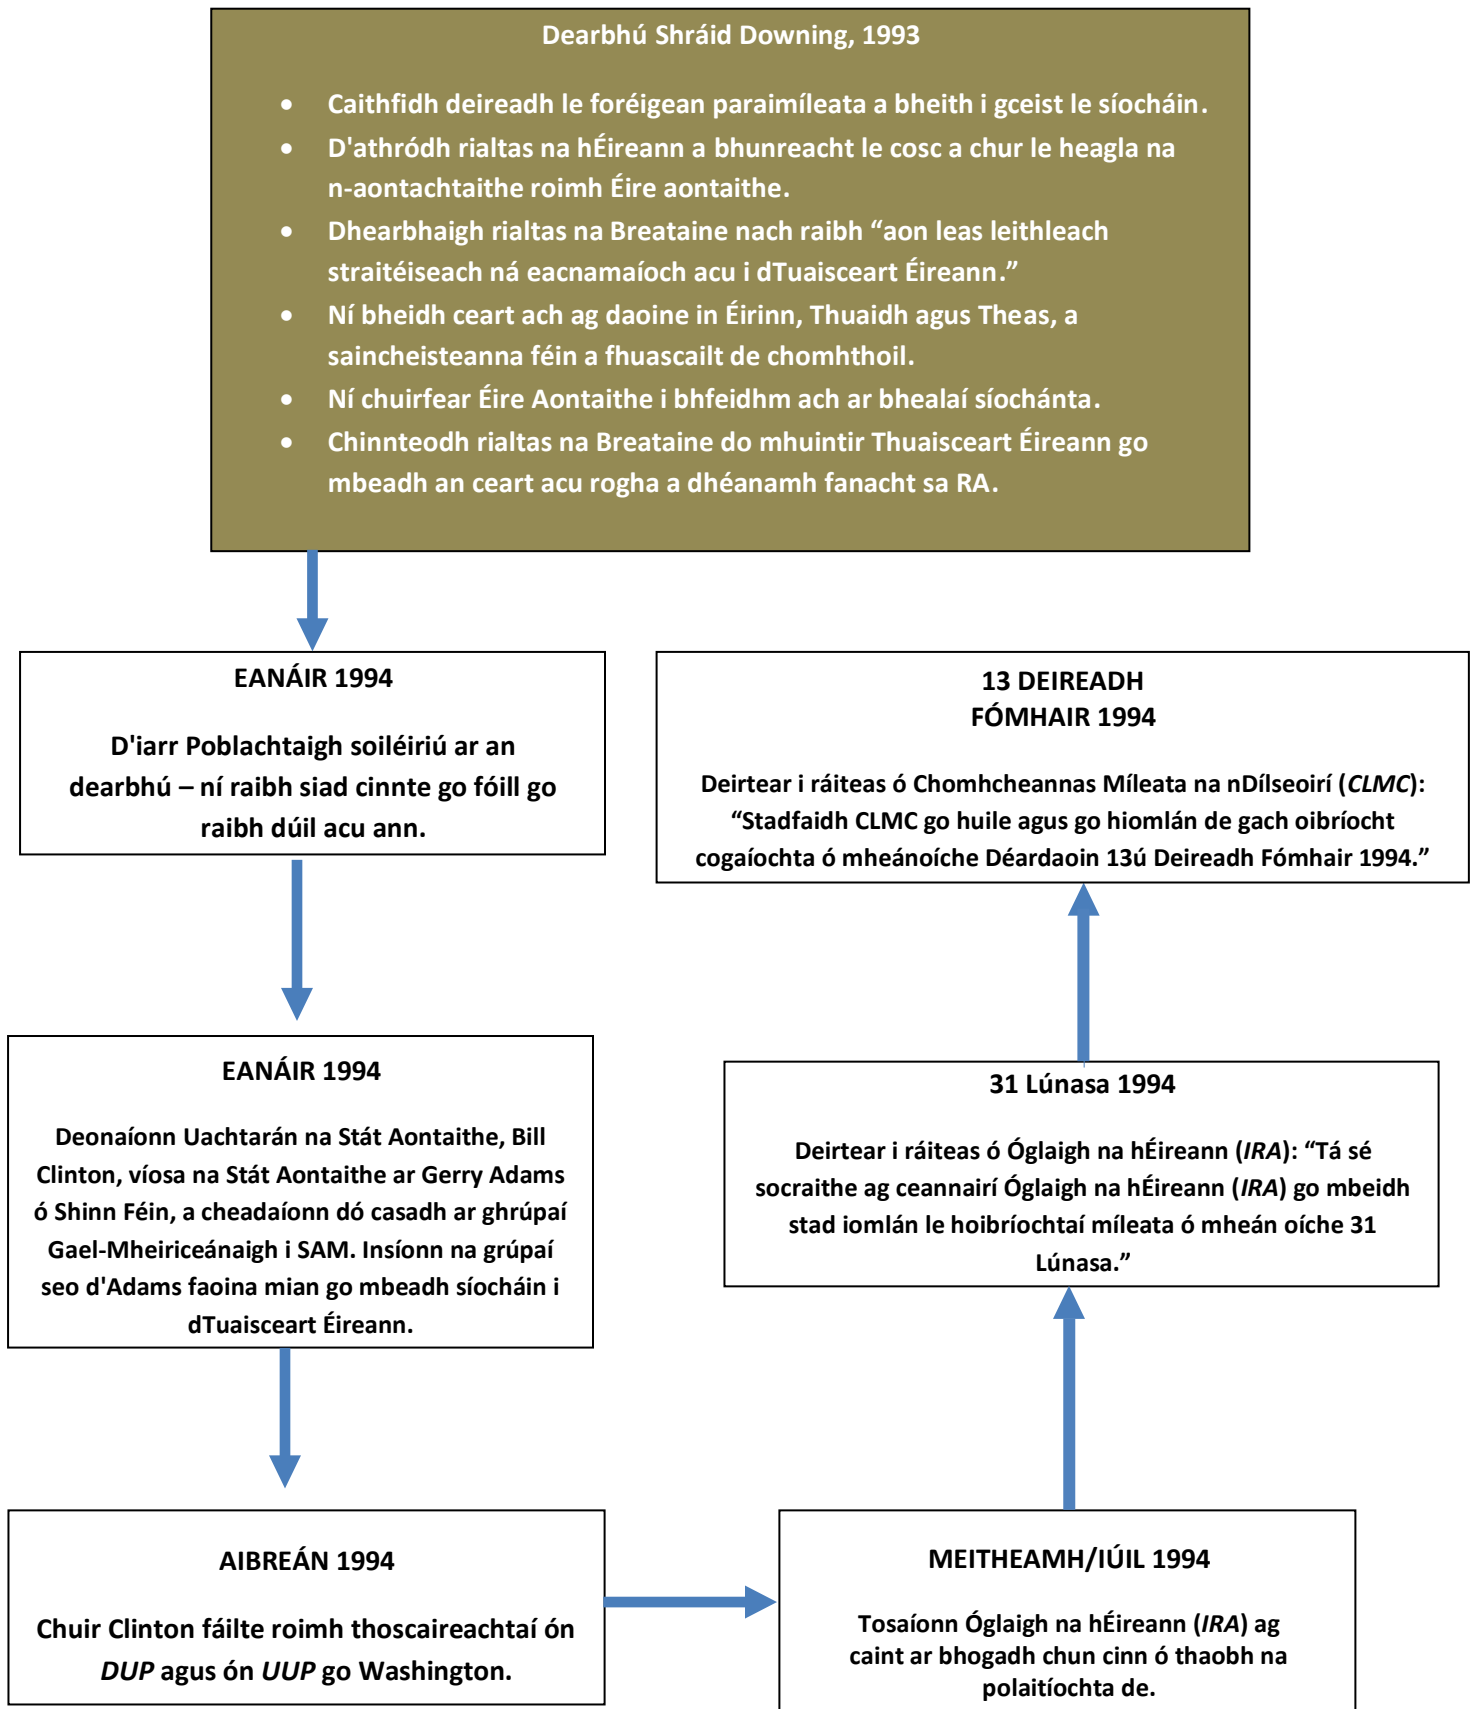 Dearbhú Shráid Downing, 1993
• Caithfidh deireadh le foréigean paraimíleata a bheith i gceist le síocháin.
• D'athródh rialtas na hÉireann a bhunreacht le cosc a chur le heagla na
n-aontachtaithe roimh Éire aontaithe.
• Dhearbhaigh rialtas na Breataine nach raibh “aon leas leithleach
straitéiseach ná eacnamaíoch acu i dTuaisceart Éireann.”
• Ní bheidh ceart ach ag daoine in Éirinn, Thuaidh agus Theas, a
saincheisteanna féin a fhuascailt de chomhthoil.
• Ní chuirfear Éire Aontaithe i bhfeidhm ach ar bhealaí síochánta.
• Chinnteodh rialtas na Breataine do mhuintir Thuaisceart Éireann go
mbeadh an ceart acu rogha a dhéanamh fanacht sa RA.
EANÁIR 1994
D'iarr Poblachtaigh soiléiriú ar an
dearbhú – ní raibh siad cinnte go fóill go
raibh dúil acu ann.
EANÁIR 1994
Deonaíonn Uachtarán na Stát Aontaithe, Bill
Clinton, víosa na Stát Aontaithe ar Gerry Adams
ó Shinn Féin, a cheadaíonn dó casadh ar ghrúpaí
Gael-Mheiriceánaigh i SAM. Insíonn na grúpaí
seo d'Adams faoina mian go mbeadh síocháin i
dTuaisceart Éireann.
AIBREÁN 1994
Chuir Clinton fáilte roimh thoscaireachtaí ón
DUP agus ón UUP go Washington.
MEITHEAMH/IÚIL 1994
Tosaíonn Óglaigh na hÉireann (IRA) ag
caint ar bhogadh chun cinn ó thaobh na
polaitíochta de.
31 Lúnasa 1994
Deirtear i ráiteas ó Óglaigh na hÉireann (IRA): “Tá sé
socraithe ag ceannairí Óglaigh na hÉireann (IRA) go mbeidh
stad iomlán le hoibríochtaí míleata ó mheán oíche 31
Lúnasa.”
13 DEIREADH
FÓMHAIR 1994
Deirtear i ráiteas ó Chomhcheannas Míleata na nDílseoirí (CLMC):
“Stadfaidh CLMC go huile agus go hiomlán de gach oibríocht
cogaíochta ó mheánoíche Déardaoin 13ú Deireadh Fómhair 1994.”